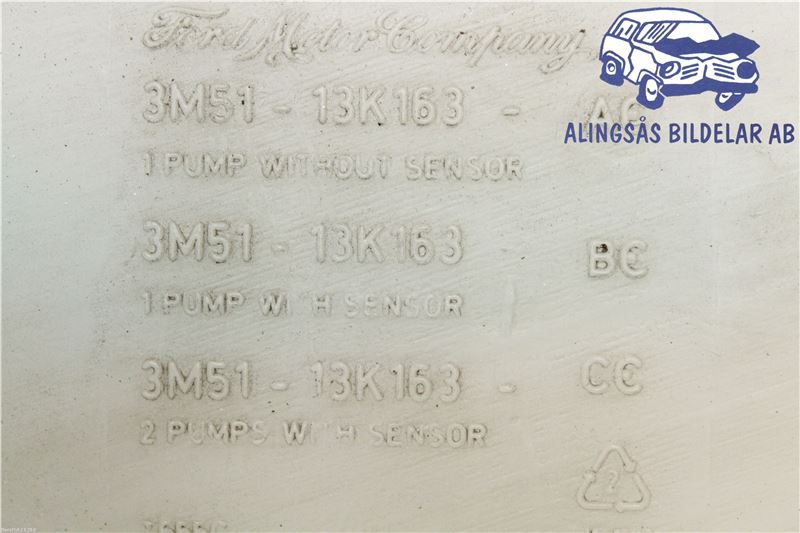 Ford Motor Company
ALINGSÅS BILDELAR AB
3M51 - 13K163 -
1 PUMP WITHOUT SENSOR
3M51 - 13K163 BC
1 PUMP WITH SENSOR
3M51 - 13K163 - CC
2 PUMPS WITH SENSOR
2